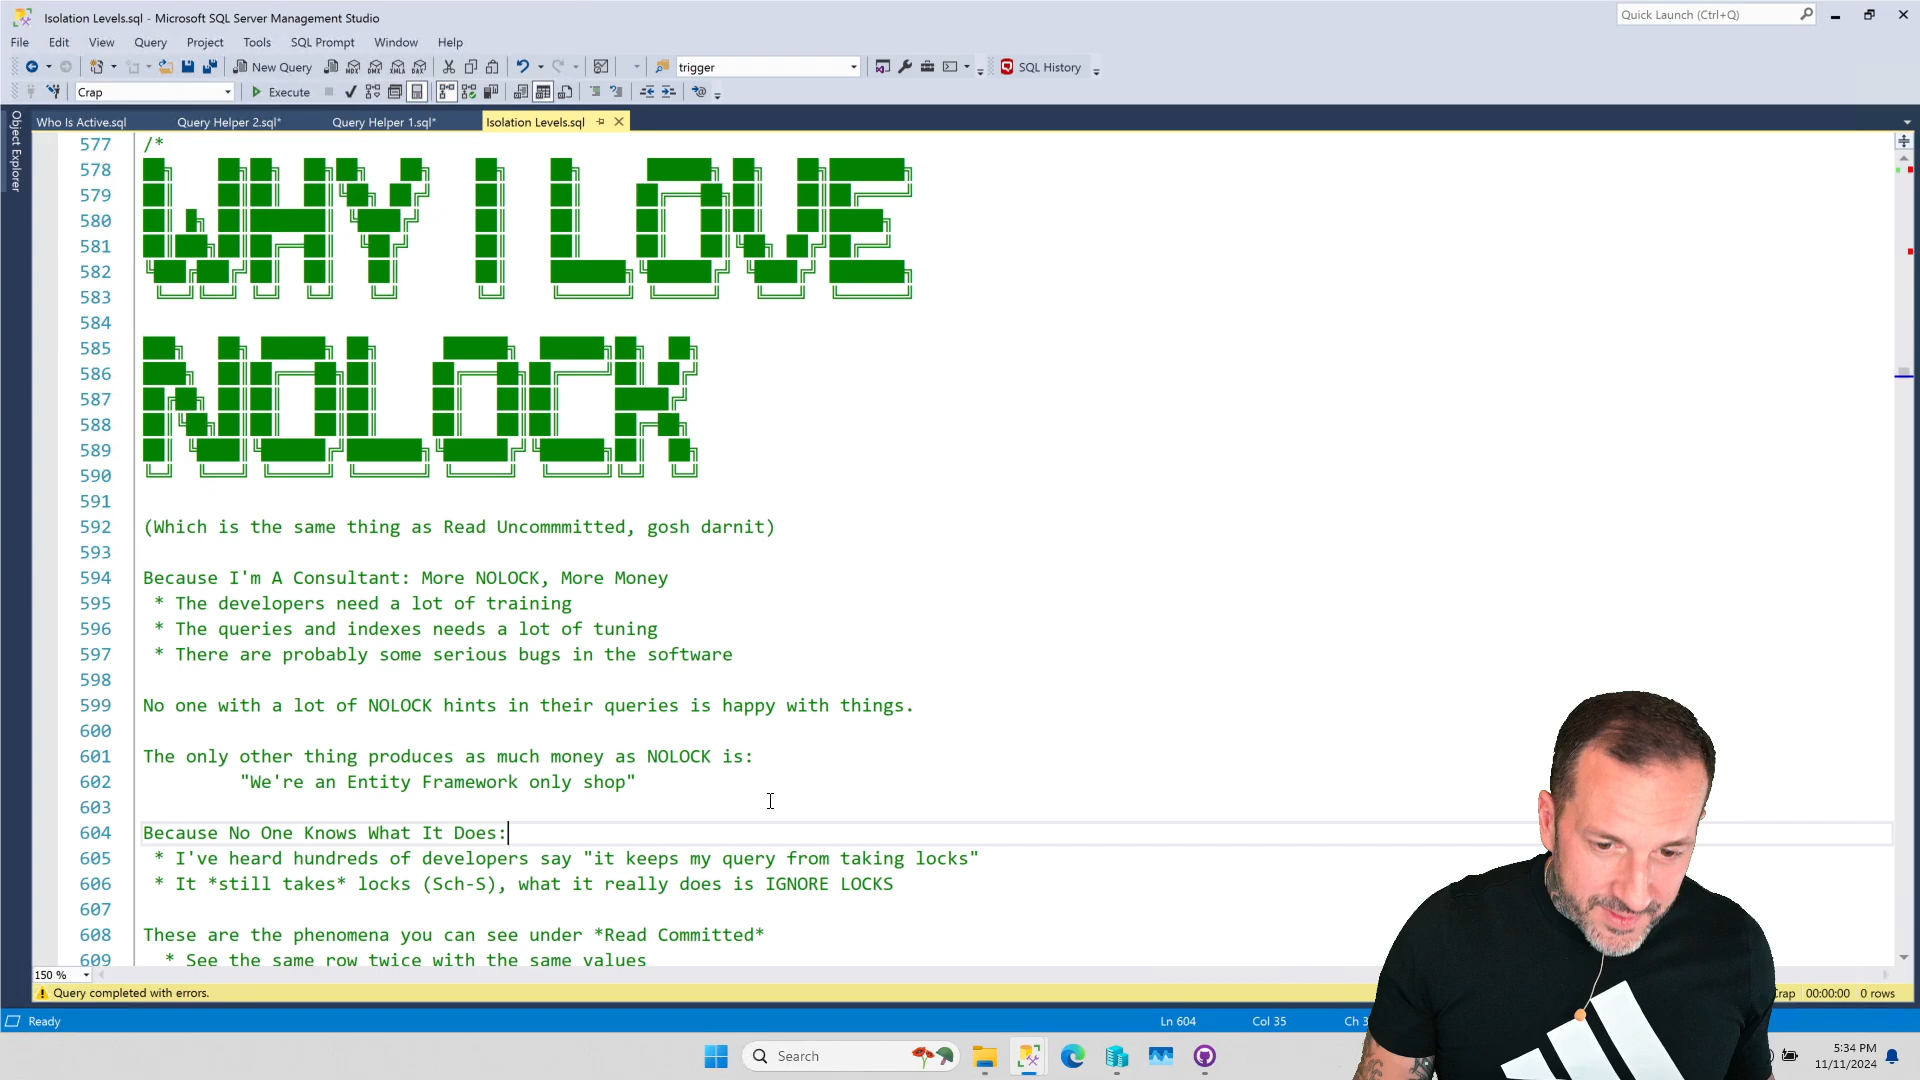 Isolation Levels.sql - Microsoft SQL Server Management Studio
Quick Launch (Ctrl+Q)
File Edit View Query Project Tools SQL Prompt Window Help
New Query
MDX DMX XMLA DAX
trigger
SQL History
Crap
Execute
Object Explorer
Who Is Active.sql Query Helper 2.sql* Query Helper 1.sql* Isolation Levels.sql
577 /*
578
579
580 WHY I LOVE
581
582
583
584
585
586
587 NOLOCK
588
589
590
591
592 (Which is the same thing as Read Uncommmitted, gosh darnit)
593
594 Because I'm A Consultant: More NOLOCK, More Money
595 * The developers need a lot of training
596 * The queries and indexes needs a lot of tuning
597 * There are probably some serious bugs in the software
598
599 No one with a lot of NOLOCK hints in their queries is happy with things.
600
601 The only other thing produces as much money as NOLOCK is:
602 "We're an Entity Framework only shop"
603
604 Because No One Knows What It Does:
605 * I've heard hundreds of developers say "it keeps my query from taking locks"
606 * It *still takes* locks (Sch-S), what it really does is IGNORE LOCKS
607
608 These are the phenomena you can see under *Read Committed*
609 * See the same row twice with the same values
150 %
Query completed with errors.
00:00:00 0 rows
Ready
Ln 604 Col 35
Search
5:34 PM
11/11/2024